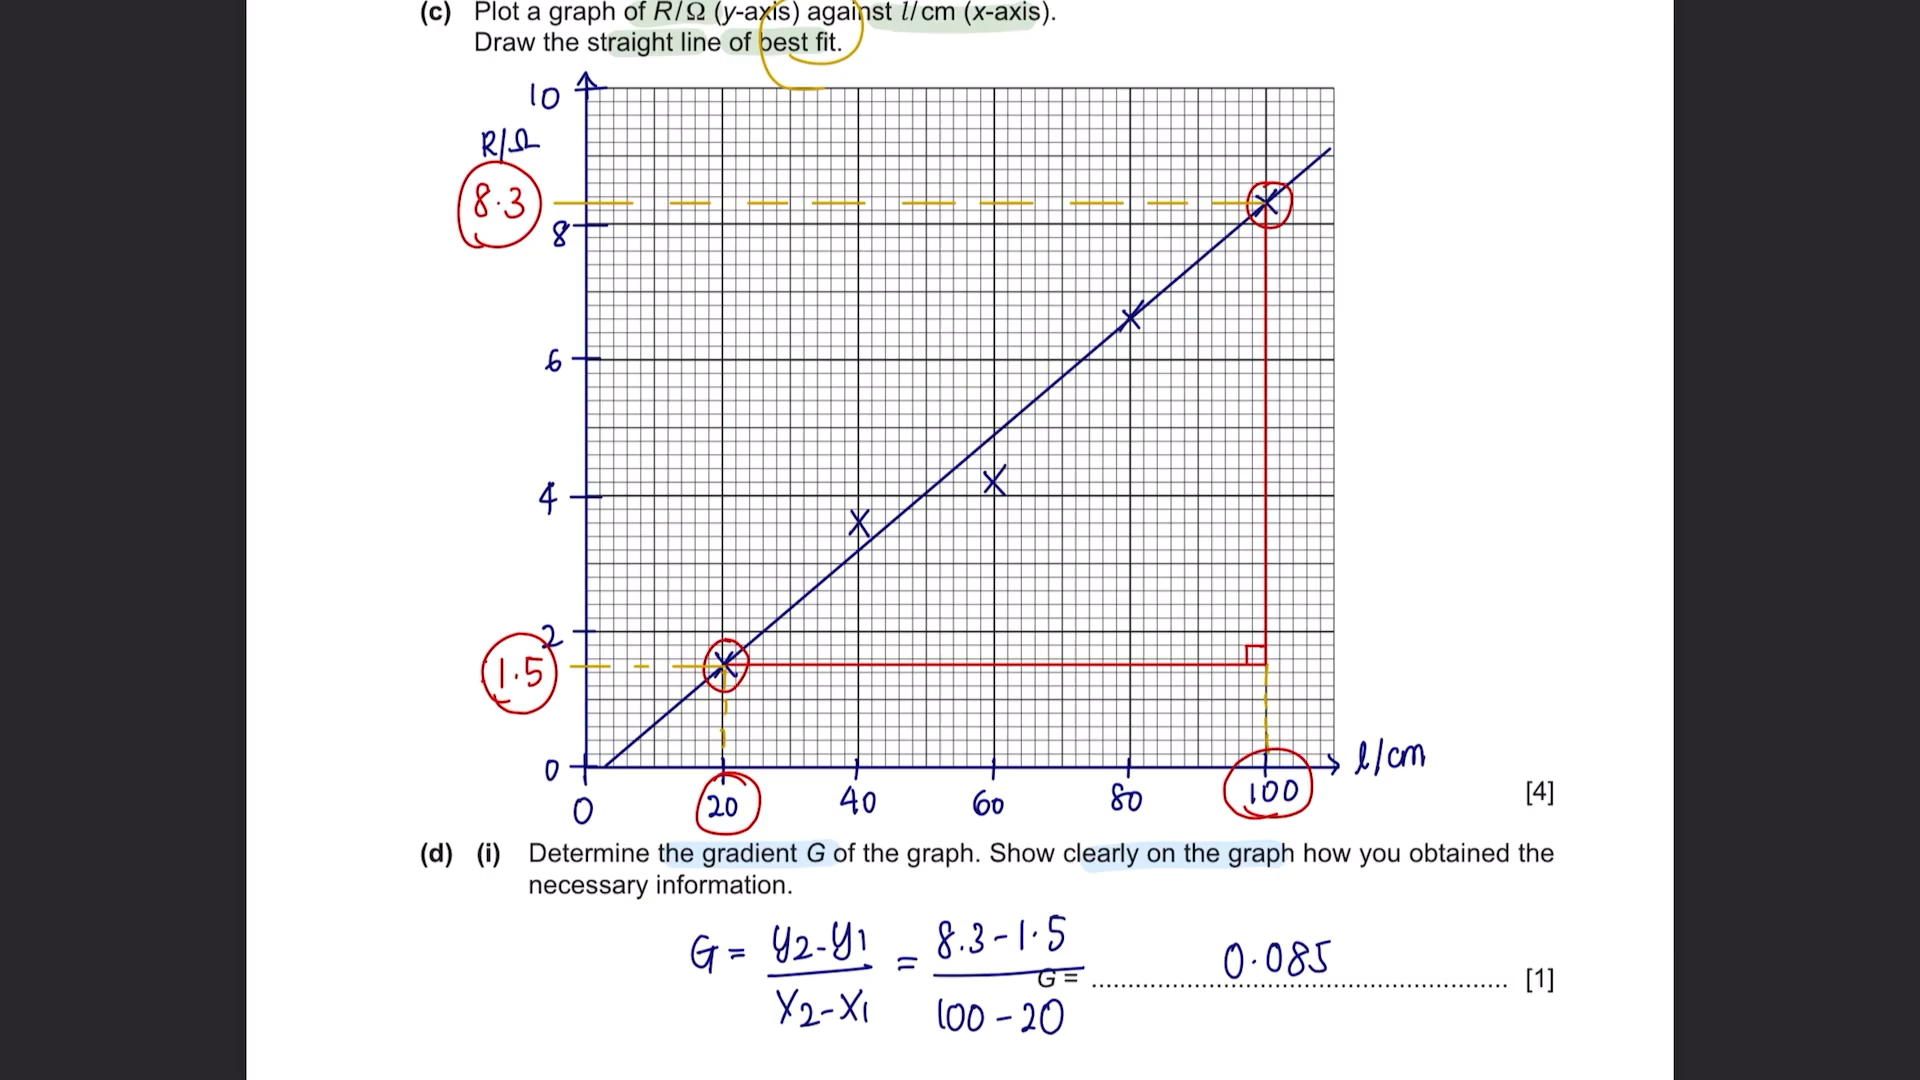 (c) Plot a graph of R/Ω (y-axis) against l/cm (x-axis).
Draw the straight line of best fit.
10
R/Ω
8.3
8
6
4
2
1.5
0
0 20 40 60 80 100 l/cm
[4]
(d) (i) Determine the gradient G of the graph. Show clearly on the graph how you obtained the
necessary information.
G = y2-y1 / x2-x1 = 8.3-1.5 / 100-20
G = 0.085 [1]